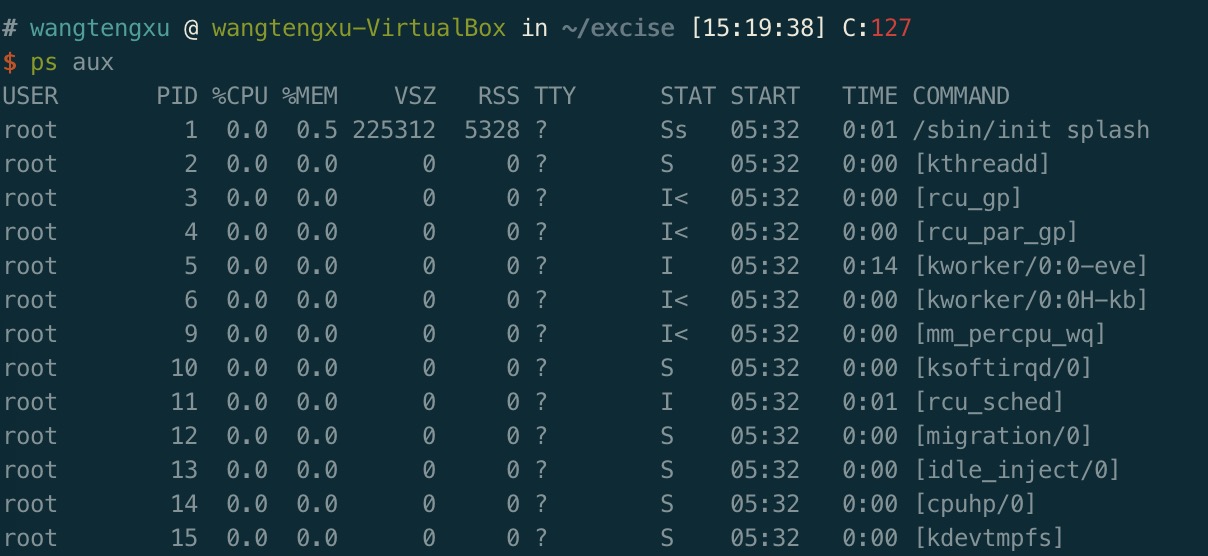 # wangtengxu @ wangtengxu-VirtualBox in ~/excise [15:19:38] C:127
$ ps aux
USER       PID %CPU %MEM    VSZ   RSS TTY      STAT START   TIME COMMAND
root         1  0.0  0.5 225312  5328 ?        Ss   05:32   0:01 /sbin/init splash
root         2  0.0  0.0      0     0 ?        S    05:32   0:00 [kthreadd]
root         3  0.0  0.0      0     0 ?        I<   05:32   0:00 [rcu_gp]
root         4  0.0  0.0      0     0 ?        I<   05:32   0:00 [rcu_par_gp]
root         5  0.0  0.0      0     0 ?        I    05:32   0:14 [kworker/0:0-eve]
root         6  0.0  0.0      0     0 ?        I<   05:32   0:00 [kworker/0:0H-kb]
root         9  0.0  0.0      0     0 ?        I<   05:32   0:00 [mm_percpu_wq]
root        10  0.0  0.0      0     0 ?        S    05:32   0:00 [ksoftirqd/0]
root        11  0.0  0.0      0     0 ?        I    05:32   0:01 [rcu_sched]
root        12  0.0  0.0      0     0 ?        S    05:32   0:00 [migration/0]
root        13  0.0  0.0      0     0 ?        S    05:32   0:00 [idle_inject/0]
root        14  0.0  0.0      0     0 ?        S    05:32   0:00 [cpuhp/0]
root        15  0.0  0.0      0     0 ?        S    05:32   0:00 [kdevtmpfs]